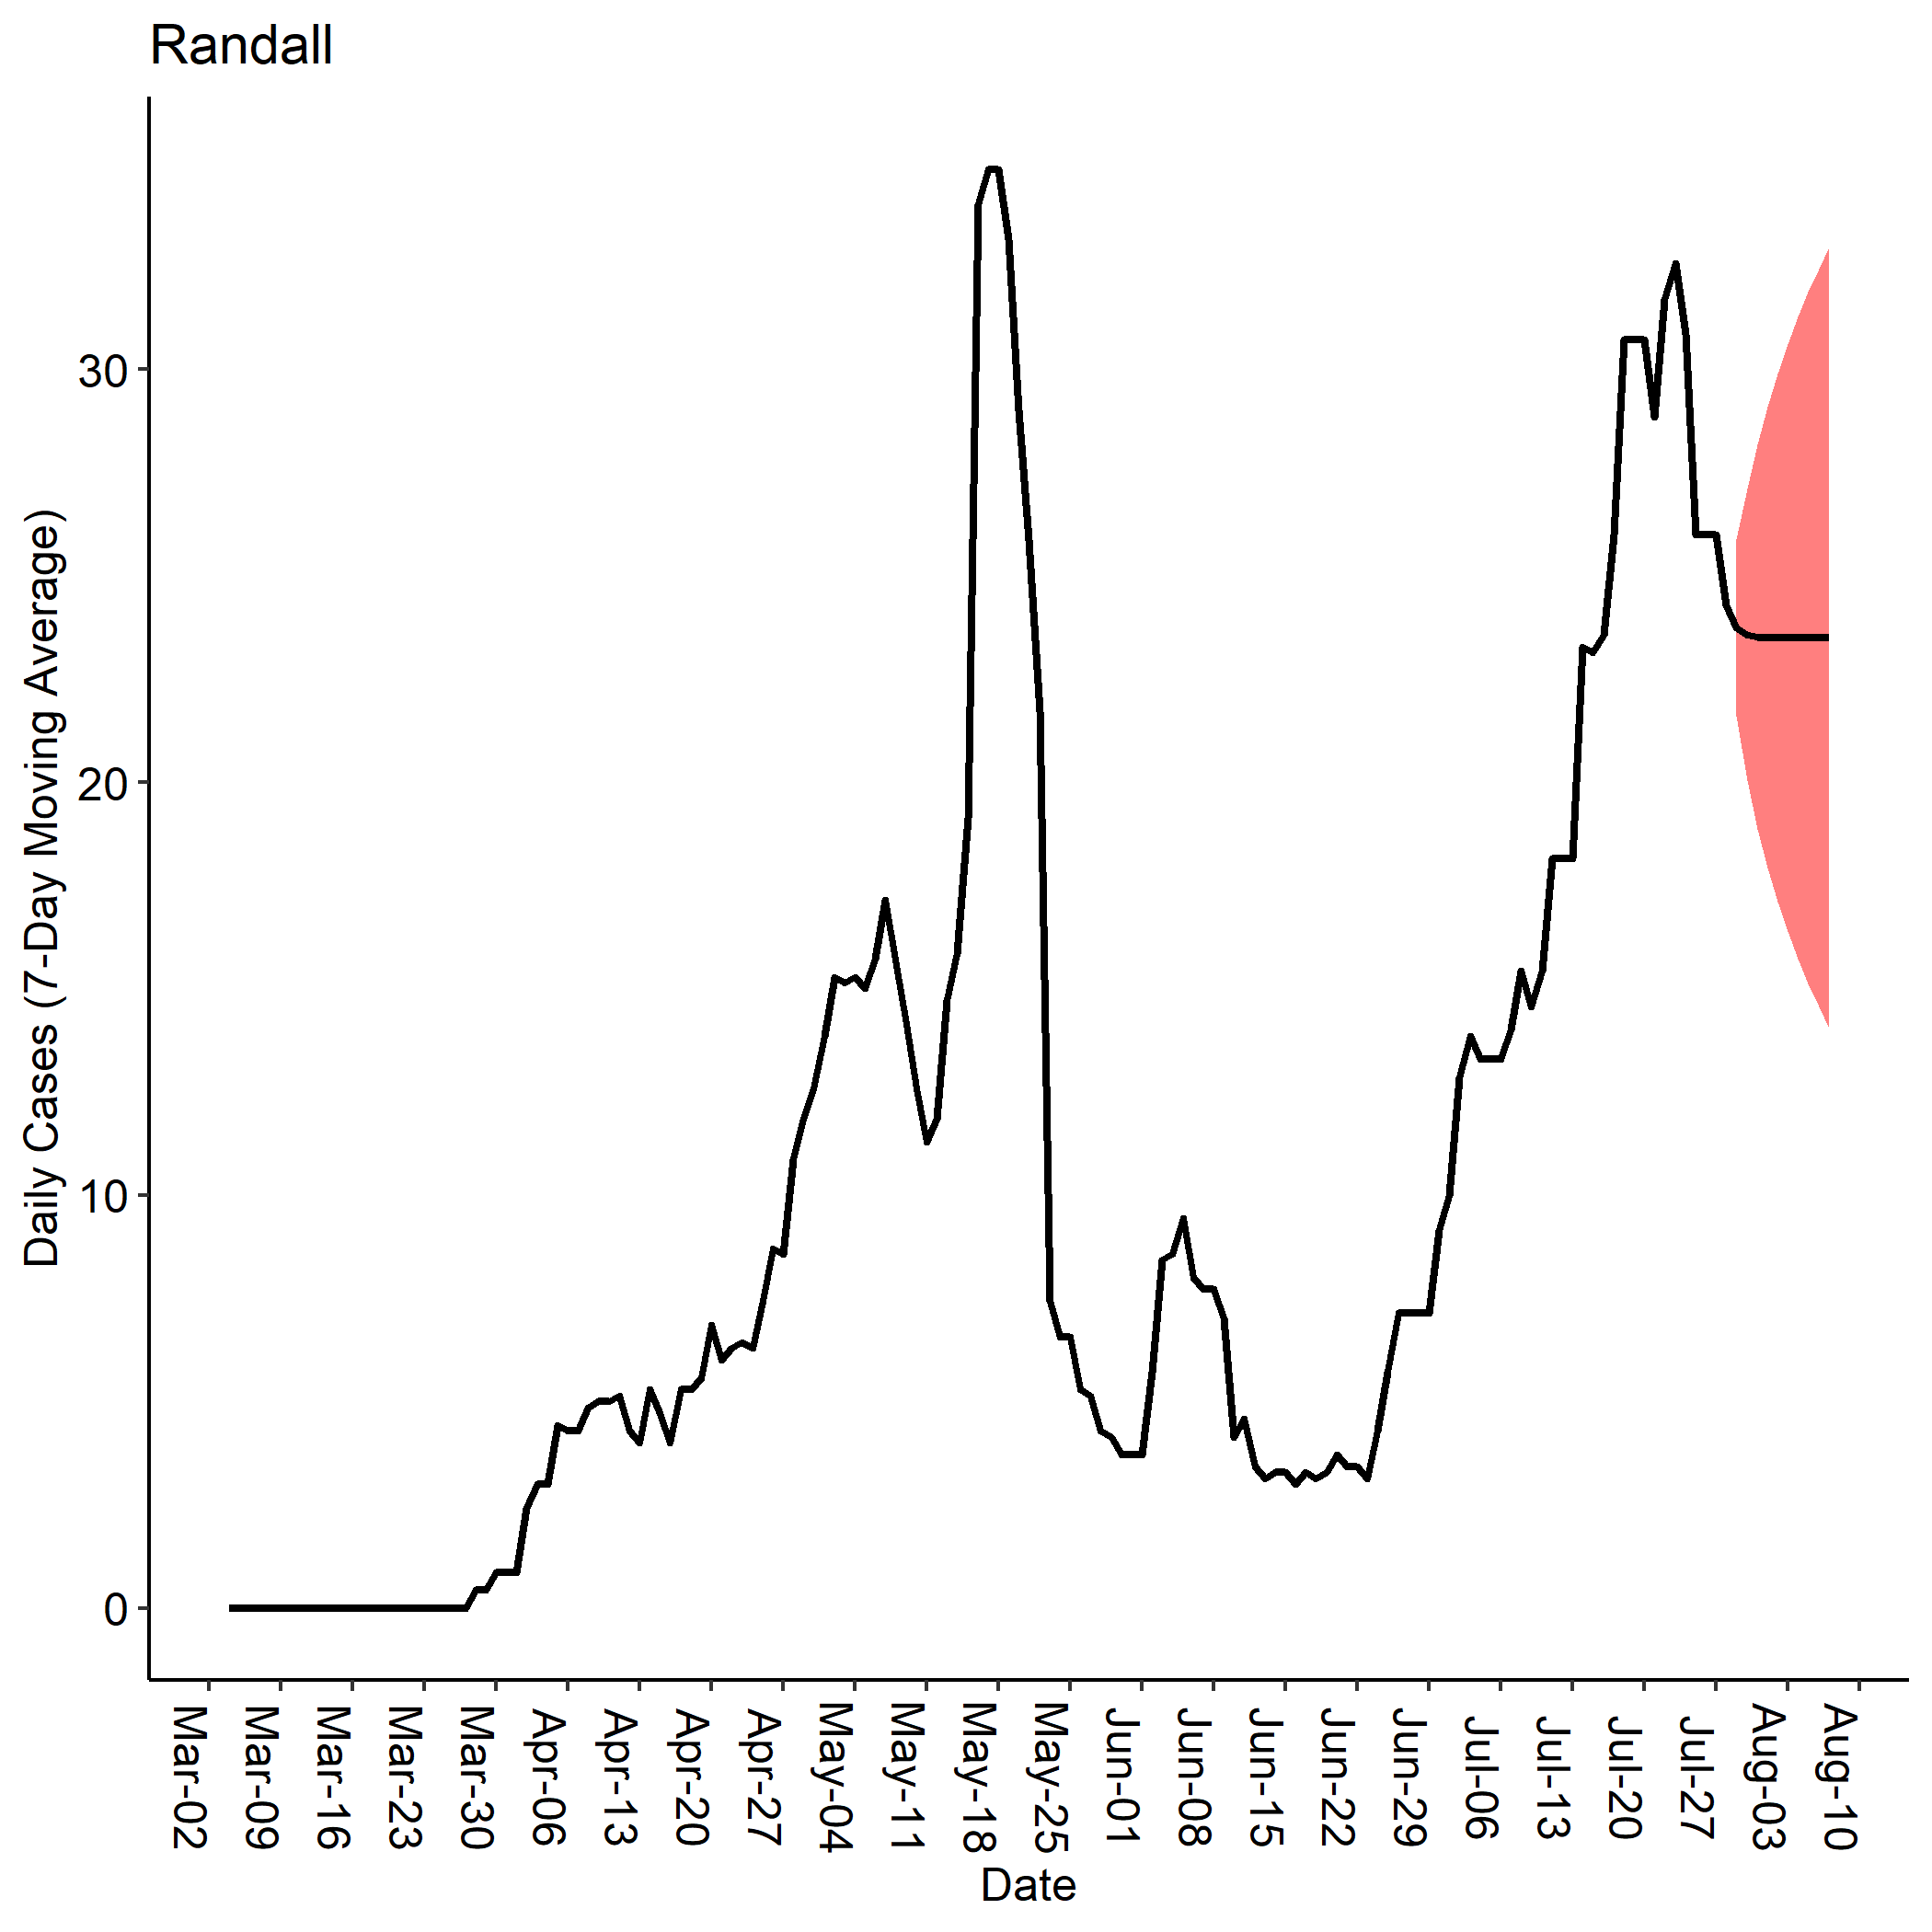 Randall
Daily Cases (7-Day Moving Average)
30
20
10
0
Mar-02
Mar-09
Mar-16
Mar-23
Mar-30
Apr-06
Apr-13
Apr-20
Apr-27
May-04
May-11
May-18
May-25
Jun-01
Jun-08
Jun-15
Jun-22
Jun-29
Jul-06
Jul-13
Jul-20
Jul-27
Aug-03
Aug-10
Date